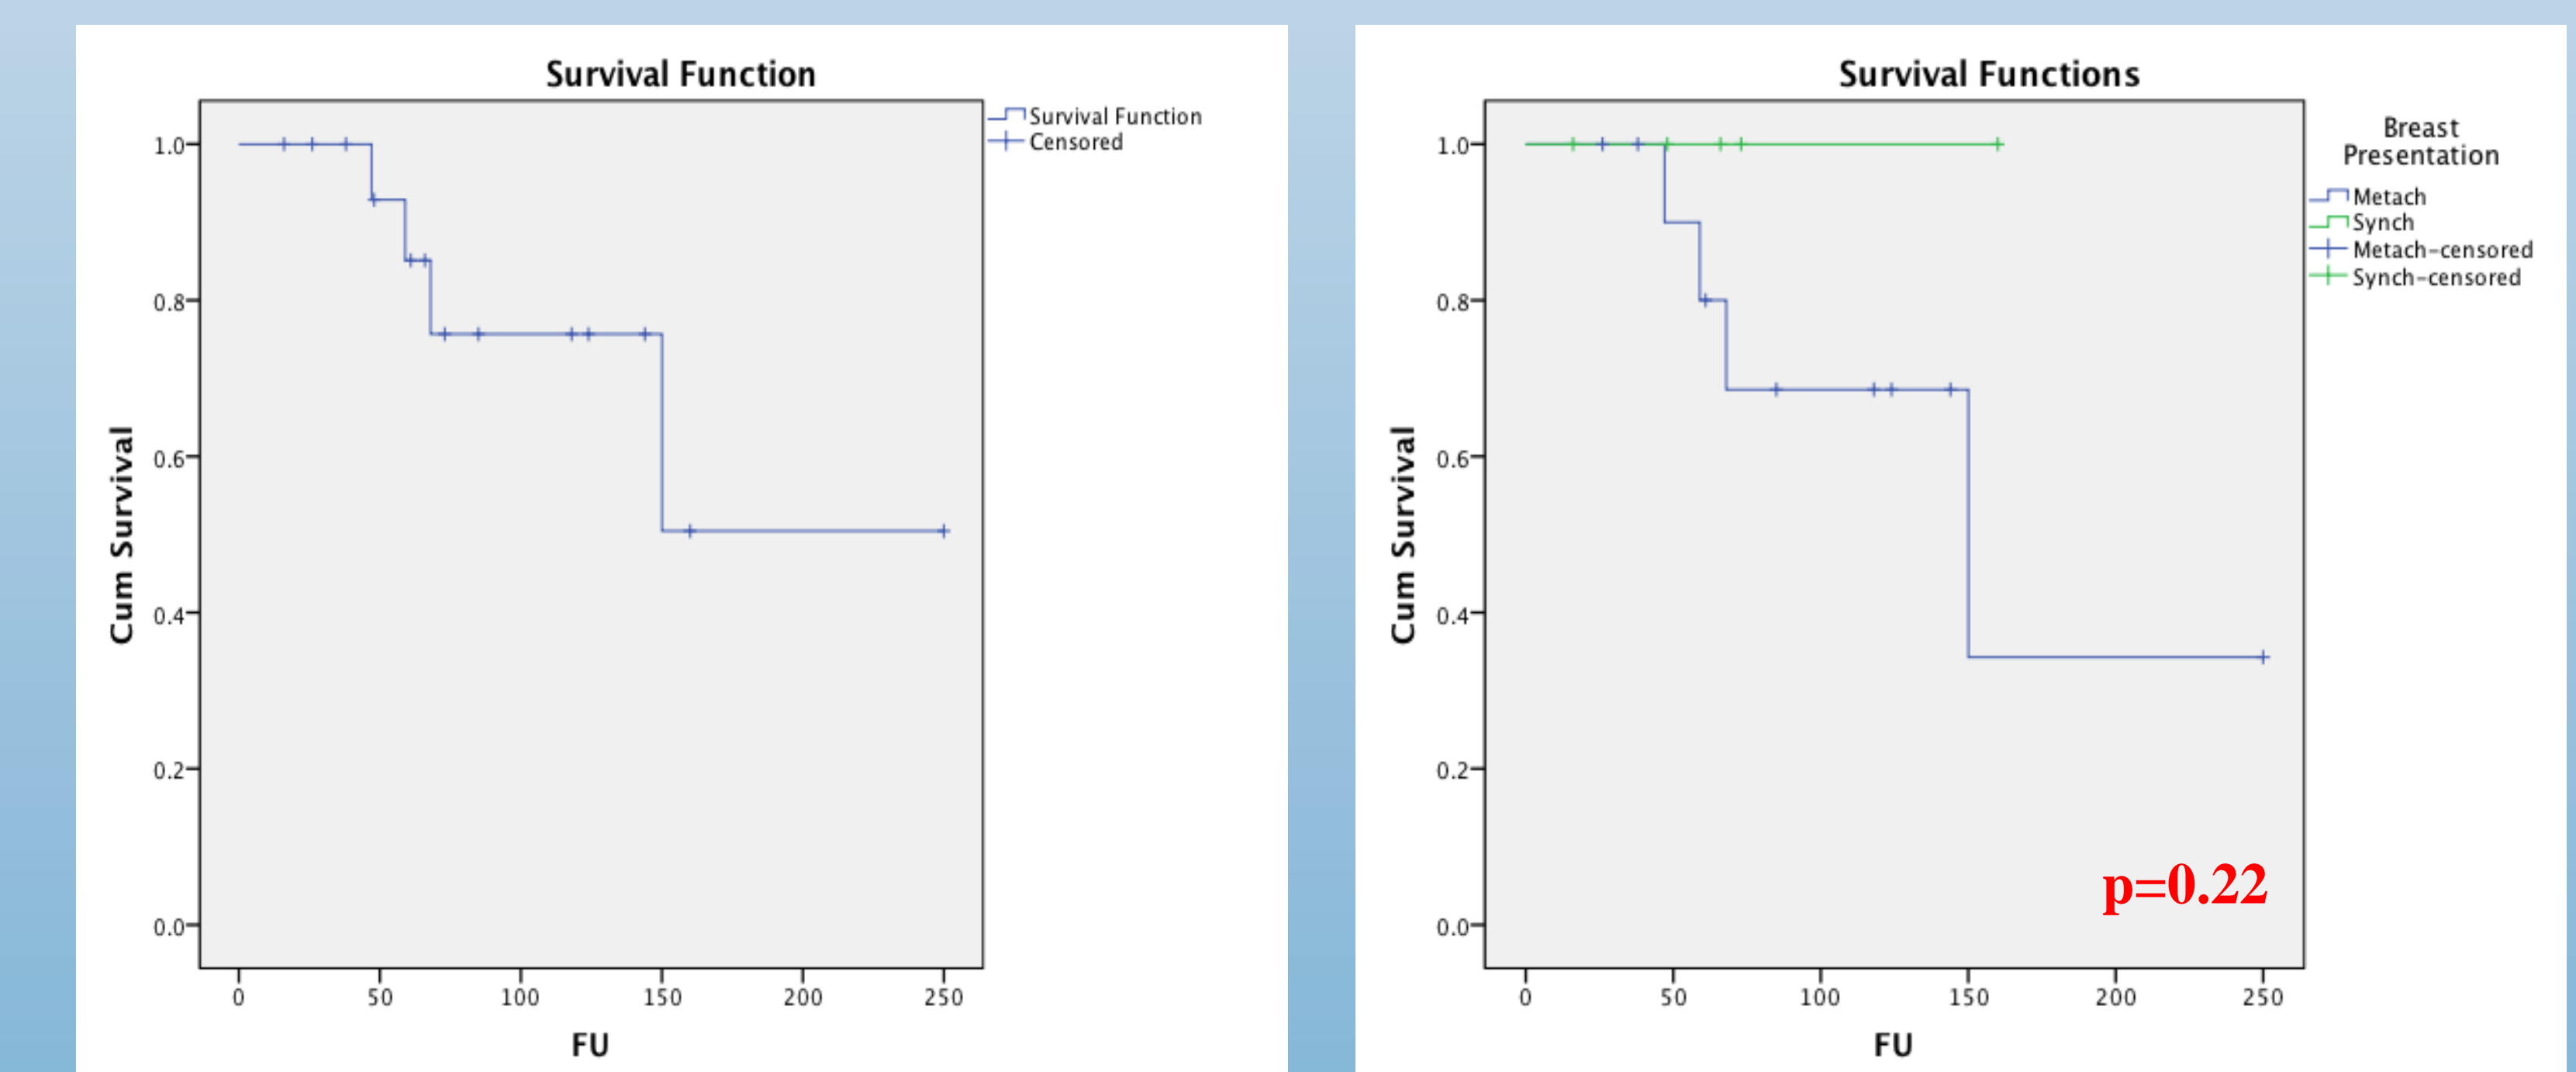 Survival Function
Survival Function
Censored
1.0
0.8
0.6
0.4
0.2
0.0
Cum Survival
0 50 100 150 200 250
FU
Survival Functions
Breast
Presentation
Metach
Synch
Metach-censored
Synch-censored
1.0
0.8
0.6
0.4
0.2
0.0
Cum Survival
p=0.22
0 50 100 150 200 250
FU